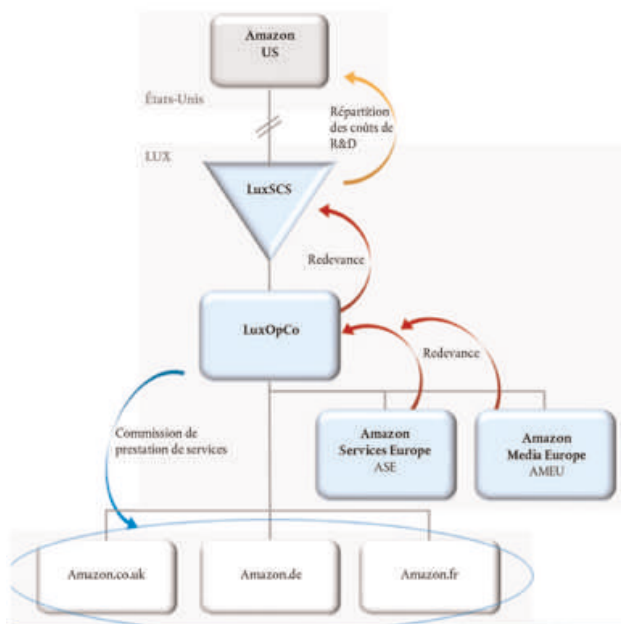 Amazon
US
États-Unis
Répartition
des coûts de
R&D
LUX
LuxSCS
Redevance
LuxOpCo
Redevance
Commission de
prestation de services
Amazon
Services Europe
ASE
Amazon
Media Europe
AMEU
Amazon.co.uk
Amazon.de
Amazon.fr